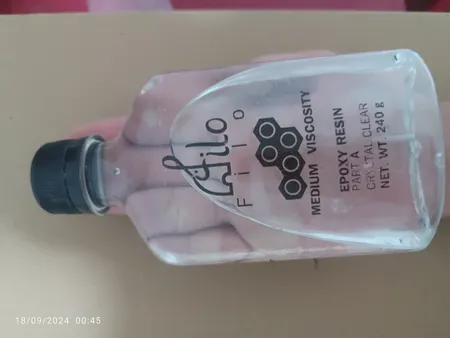 Filo
Filo
MEDIUM VISCOSITY
EPOXY RESIN
PART A
CRYSTAL CLEAR
NET. WT. 240 g
18/09/2024 00:45